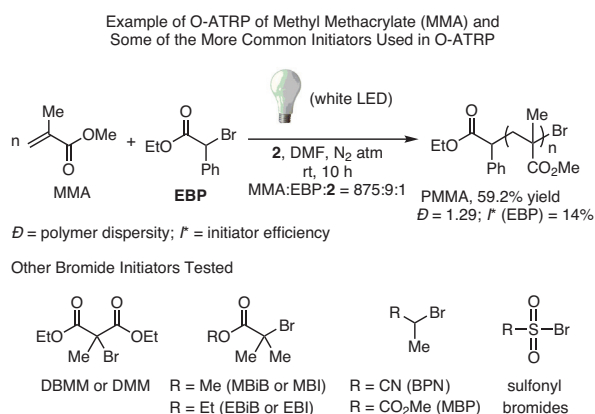 Example of O-ATRP of Methyl Methacrylate (MMA) and
Some of the More Common Initiators Used in O-ATRP
n
Me
OMe
O
MMA
+
O
EtO
Br
Ph
EBP
(white LED)
2, DMF, N2 atm
rt, 10 h
MMA:EBP:2 = 875:9:1
O
EtO
Ph
Me
Br
n
CO2Me
PMMA, 59.2% yield
Đ = 1.29; I* (EBP) = 14%
Đ = polymer dispersity; I* = initiator efficiency
Other Bromide Initiators Tested
O O
EtO OEt
Me Br
DBMM or DMM
O
RO Br
Me Me
R = Me (MBiB or MBI)
R = Et (EBiB or EBI)
R Br
Me
R = CN (BPN)
R = CO2Me (MBP)
O
R–S–Br
O
sulfonyl
bromides